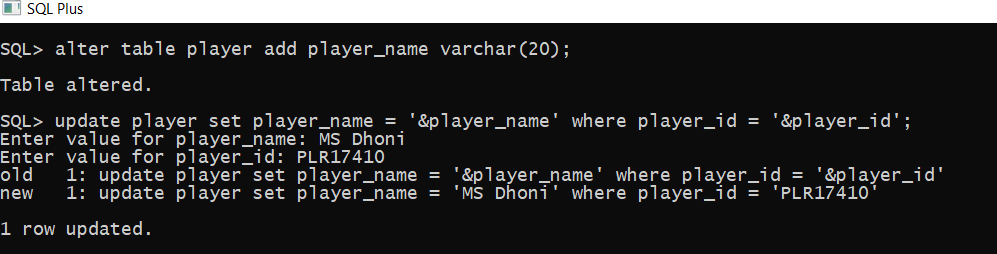 SQL Plus
SQL> alter table player add player_name varchar(20);
Table altered.
SQL> update player set player_name = '&player_name' where player_id = '&player_id';
Enter value for player_name: MS Dhoni
Enter value for player_id: PLR17410
old   1: update player set player_name = '&player_name' where player_id = '&player_id'
new   1: update player set player_name = 'MS Dhoni' where player_id = 'PLR17410'
1 row updated.